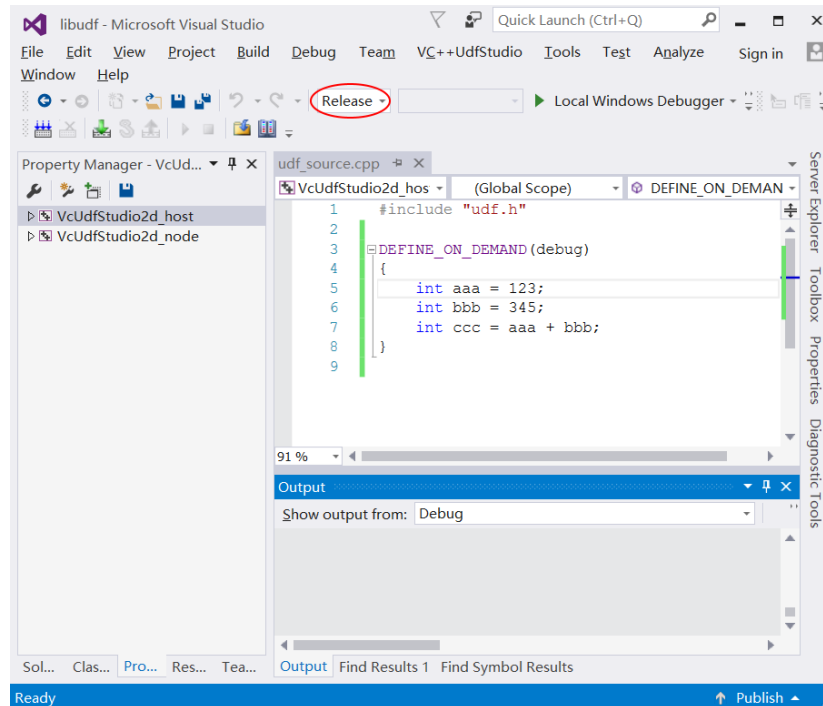 libudf - Microsoft Visual Studio
Quick Launch (Ctrl+Q)
File Edit View Project Build Debug Team VC++UdfStudio Tools Test Analyze Sign in
Window Help
Release
Local Windows Debugger
Property Manager - VcUd...
VcUdfStudio2d_host
VcUdfStudio2d_node
udf_source.cpp
VcUdfStudio2d_hos
(Global Scope)
DEFINE_ON_DEMAN
1 #include "udf.h"
2
3 DEFINE_ON_DEMAND(debug)
4 {
5 int aaa = 123;
6 int bbb = 345;
7 int ccc = aaa + bbb;
8 }
9
91 %
Output
Show output from: Debug
Sol... Clas... Pro... Res... Tea...
Output Find Results 1 Find Symbol Results
Server Explorer
Toolbox
Properties
Diagnostic Tools
Ready
Publish